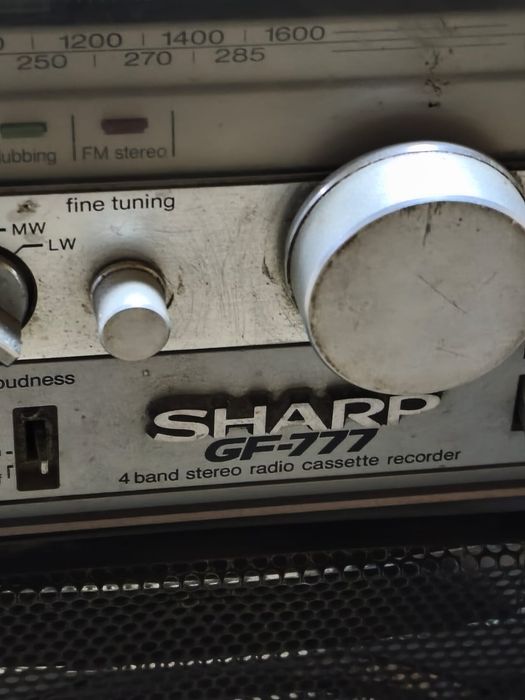 1200 1400 1600
250 270 285
FM stereo
fine tuning
MW
LW
SHARP
GF-777
4 band stereo radio cassette recorder